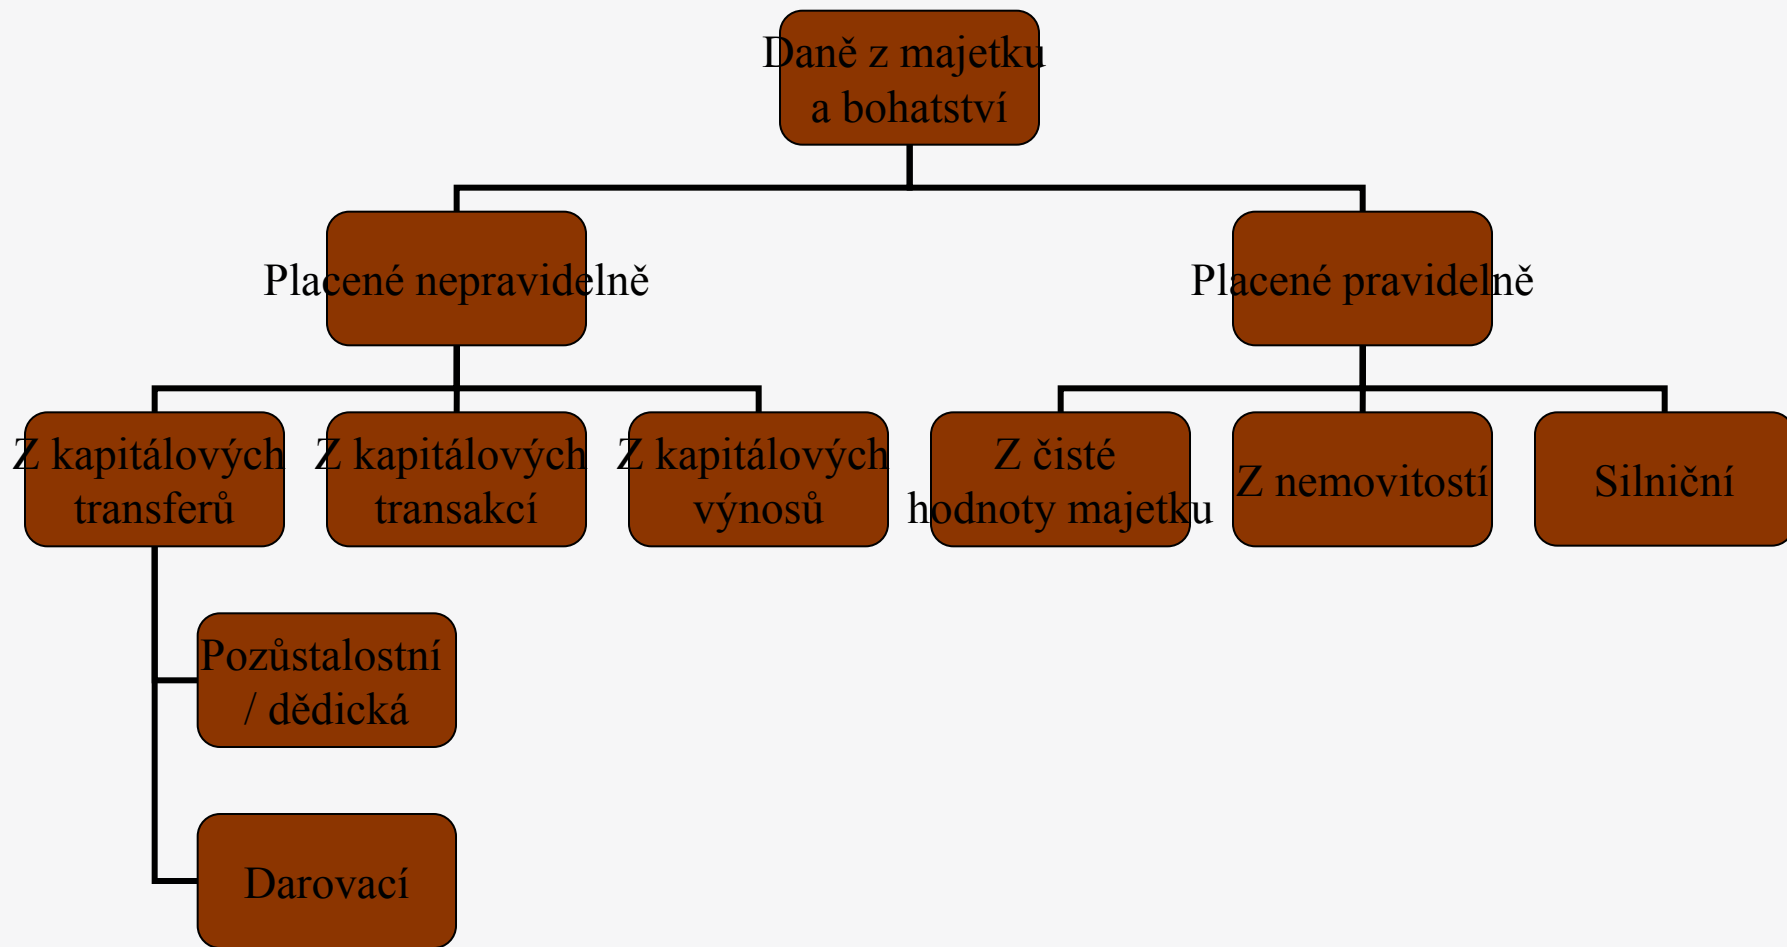 Daně z majetku
a bohatství
Placené nepravidelně
Placené pravidelně
Z kapitálových
transferů
Z kapitálových
transakcí
Z kapitálových
výnosů
Z čisté
hodnoty majetku
Z nemovitostí
Silniční
Pozůstalostní
/ dědická
Darovací